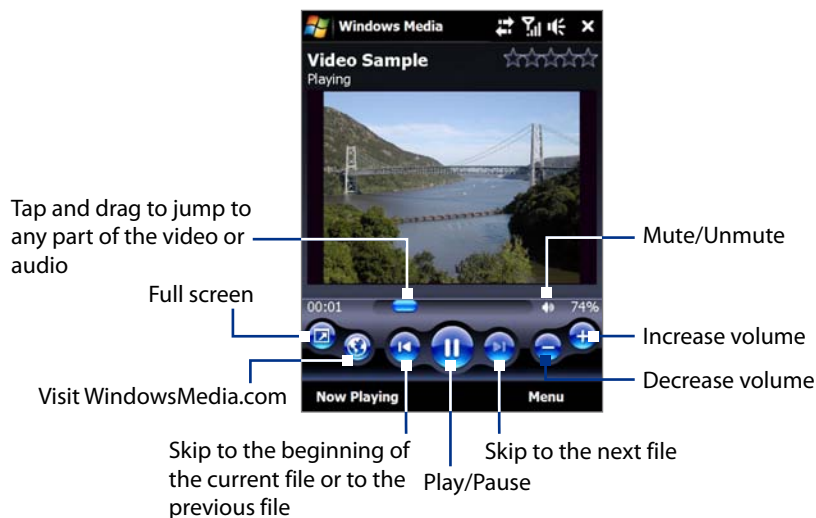 Windows Media
Video Sample
Playing
Tap and drag to jump to
any part of the video or
audio
Mute/Unmute
Full screen
00:01
74%
Increase volume
Decrease volume
Visit WindowsMedia.com
Now Playing
Menu
Skip to the beginning of
the current file or to the
previous file
Play/Pause
Skip to the next file